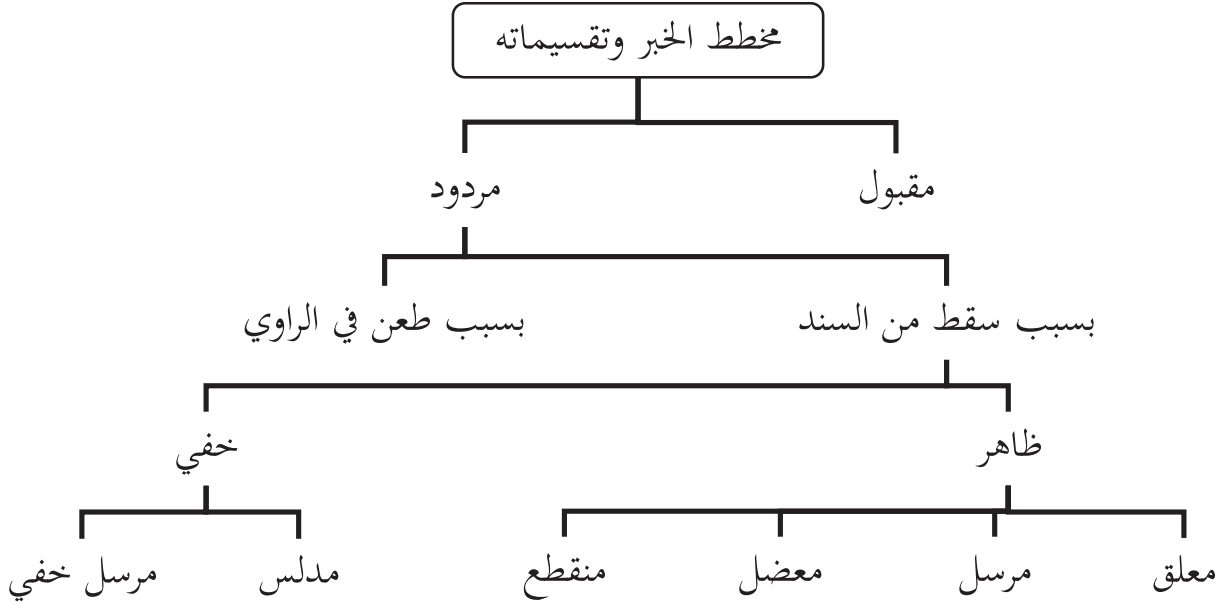 مخطط الخبر وتقسيماته
مقبول
مردود
بسبب سقط من السند
بسبب طعن في الراوي
ظاهر
خفي
معلق
مرسل
معضل
منقطع
مدلس
مرسل خفي